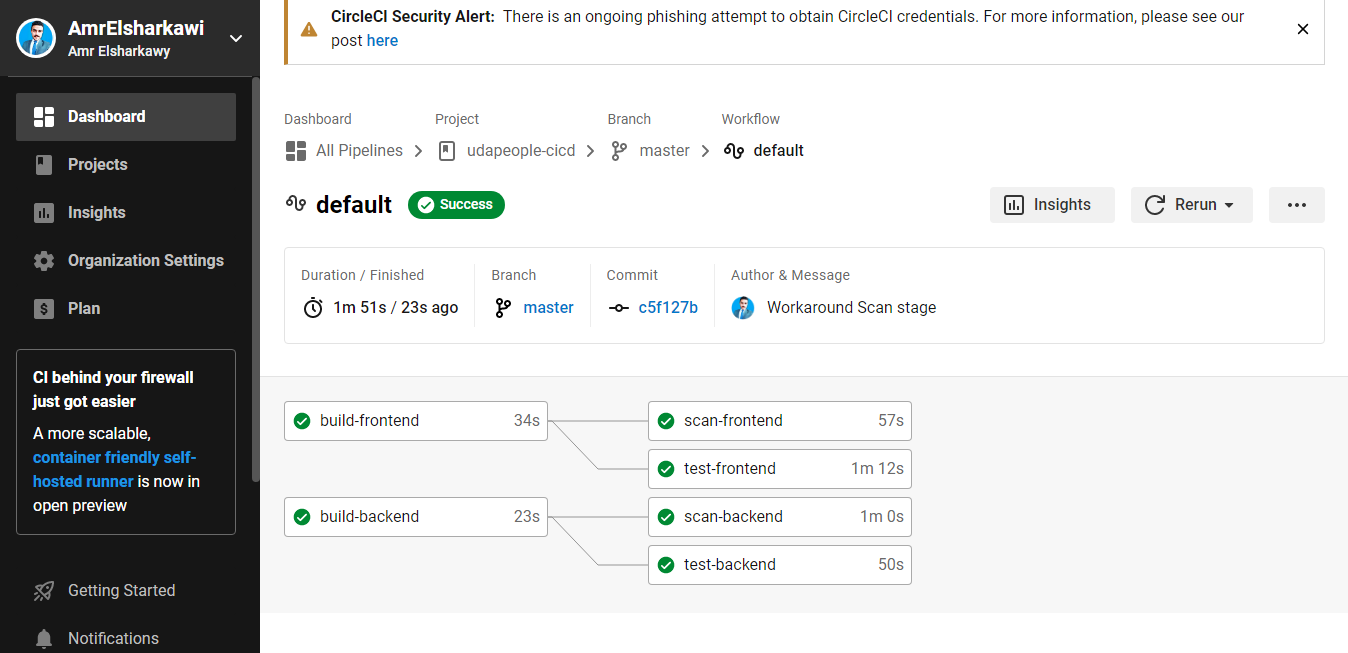 AmrElsharkawi
Amr Elsharkawy
Dashboard
Projects
Insights
Organization Settings
Plan
CI behind your firewall
just got easier
A more scalable,
container friendly self-
hosted runner is now in
open preview
Getting Started
Notifications
CircleCI Security Alert: There is an ongoing phishing attempt to obtain CircleCI credentials. For more information, please see our
post here
Dashboard Project Branch Workflow
All Pipelines udapeople-cicd master default
default Success Insights Rerun
Duration / Finished Branch Commit Author & Message
1m 51s / 23s ago master c5f127b Workaround Scan stage
build-frontend 34s scan-frontend 57s
test-frontend 1m 12s
build-backend 23s scan-backend 1m 0s
test-backend 50s